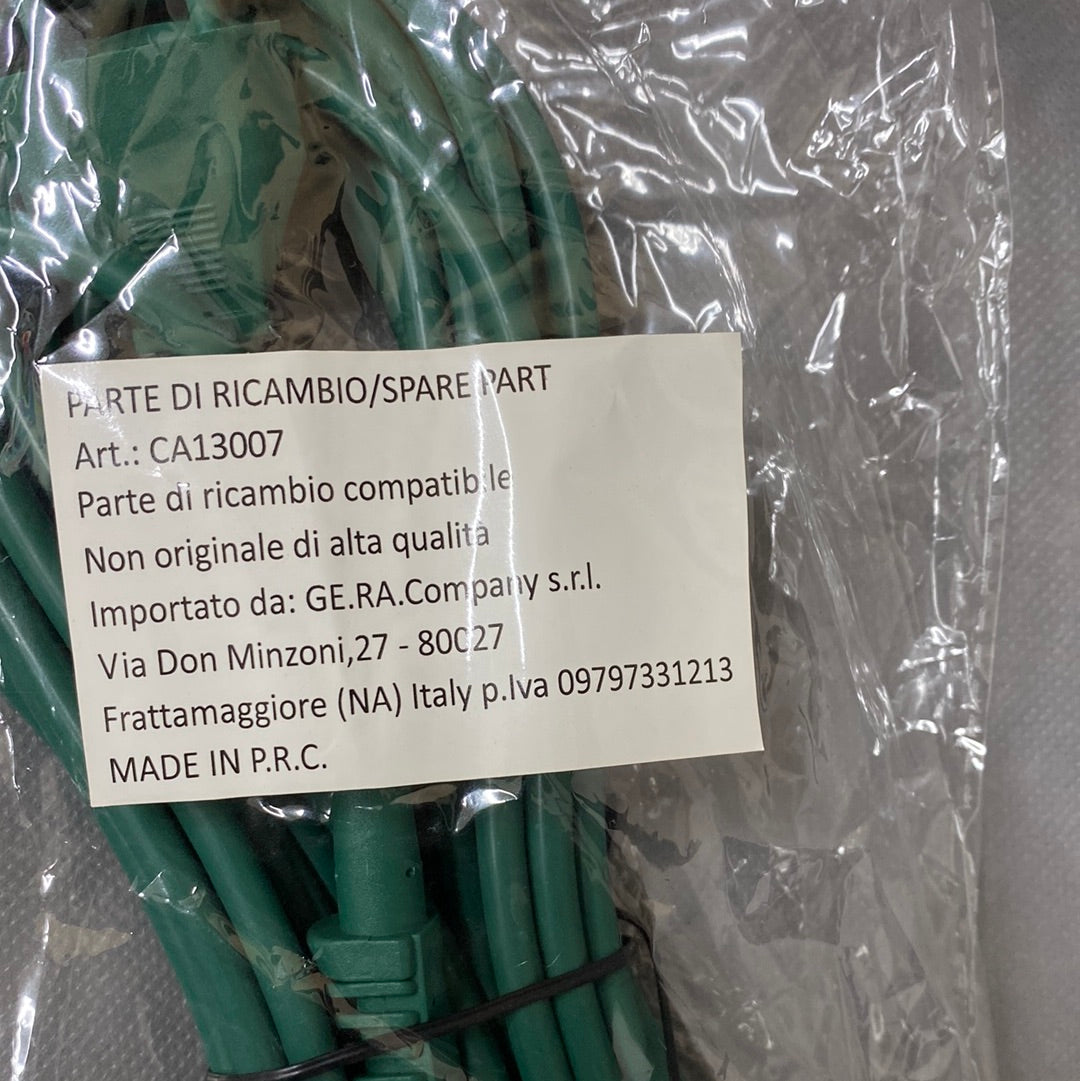 PARTE DI RICAMBIO/SPARE PART
Art.: CA13007
Parte di ricambio compatibile
Non originale di alta qualità
Importato da: GE.RA.Company s.r.l.
Via Don Minzoni,27 - 80027
Frattamaggiore (NA) Italy p.Iva 09797331213
MADE IN P.R.C.